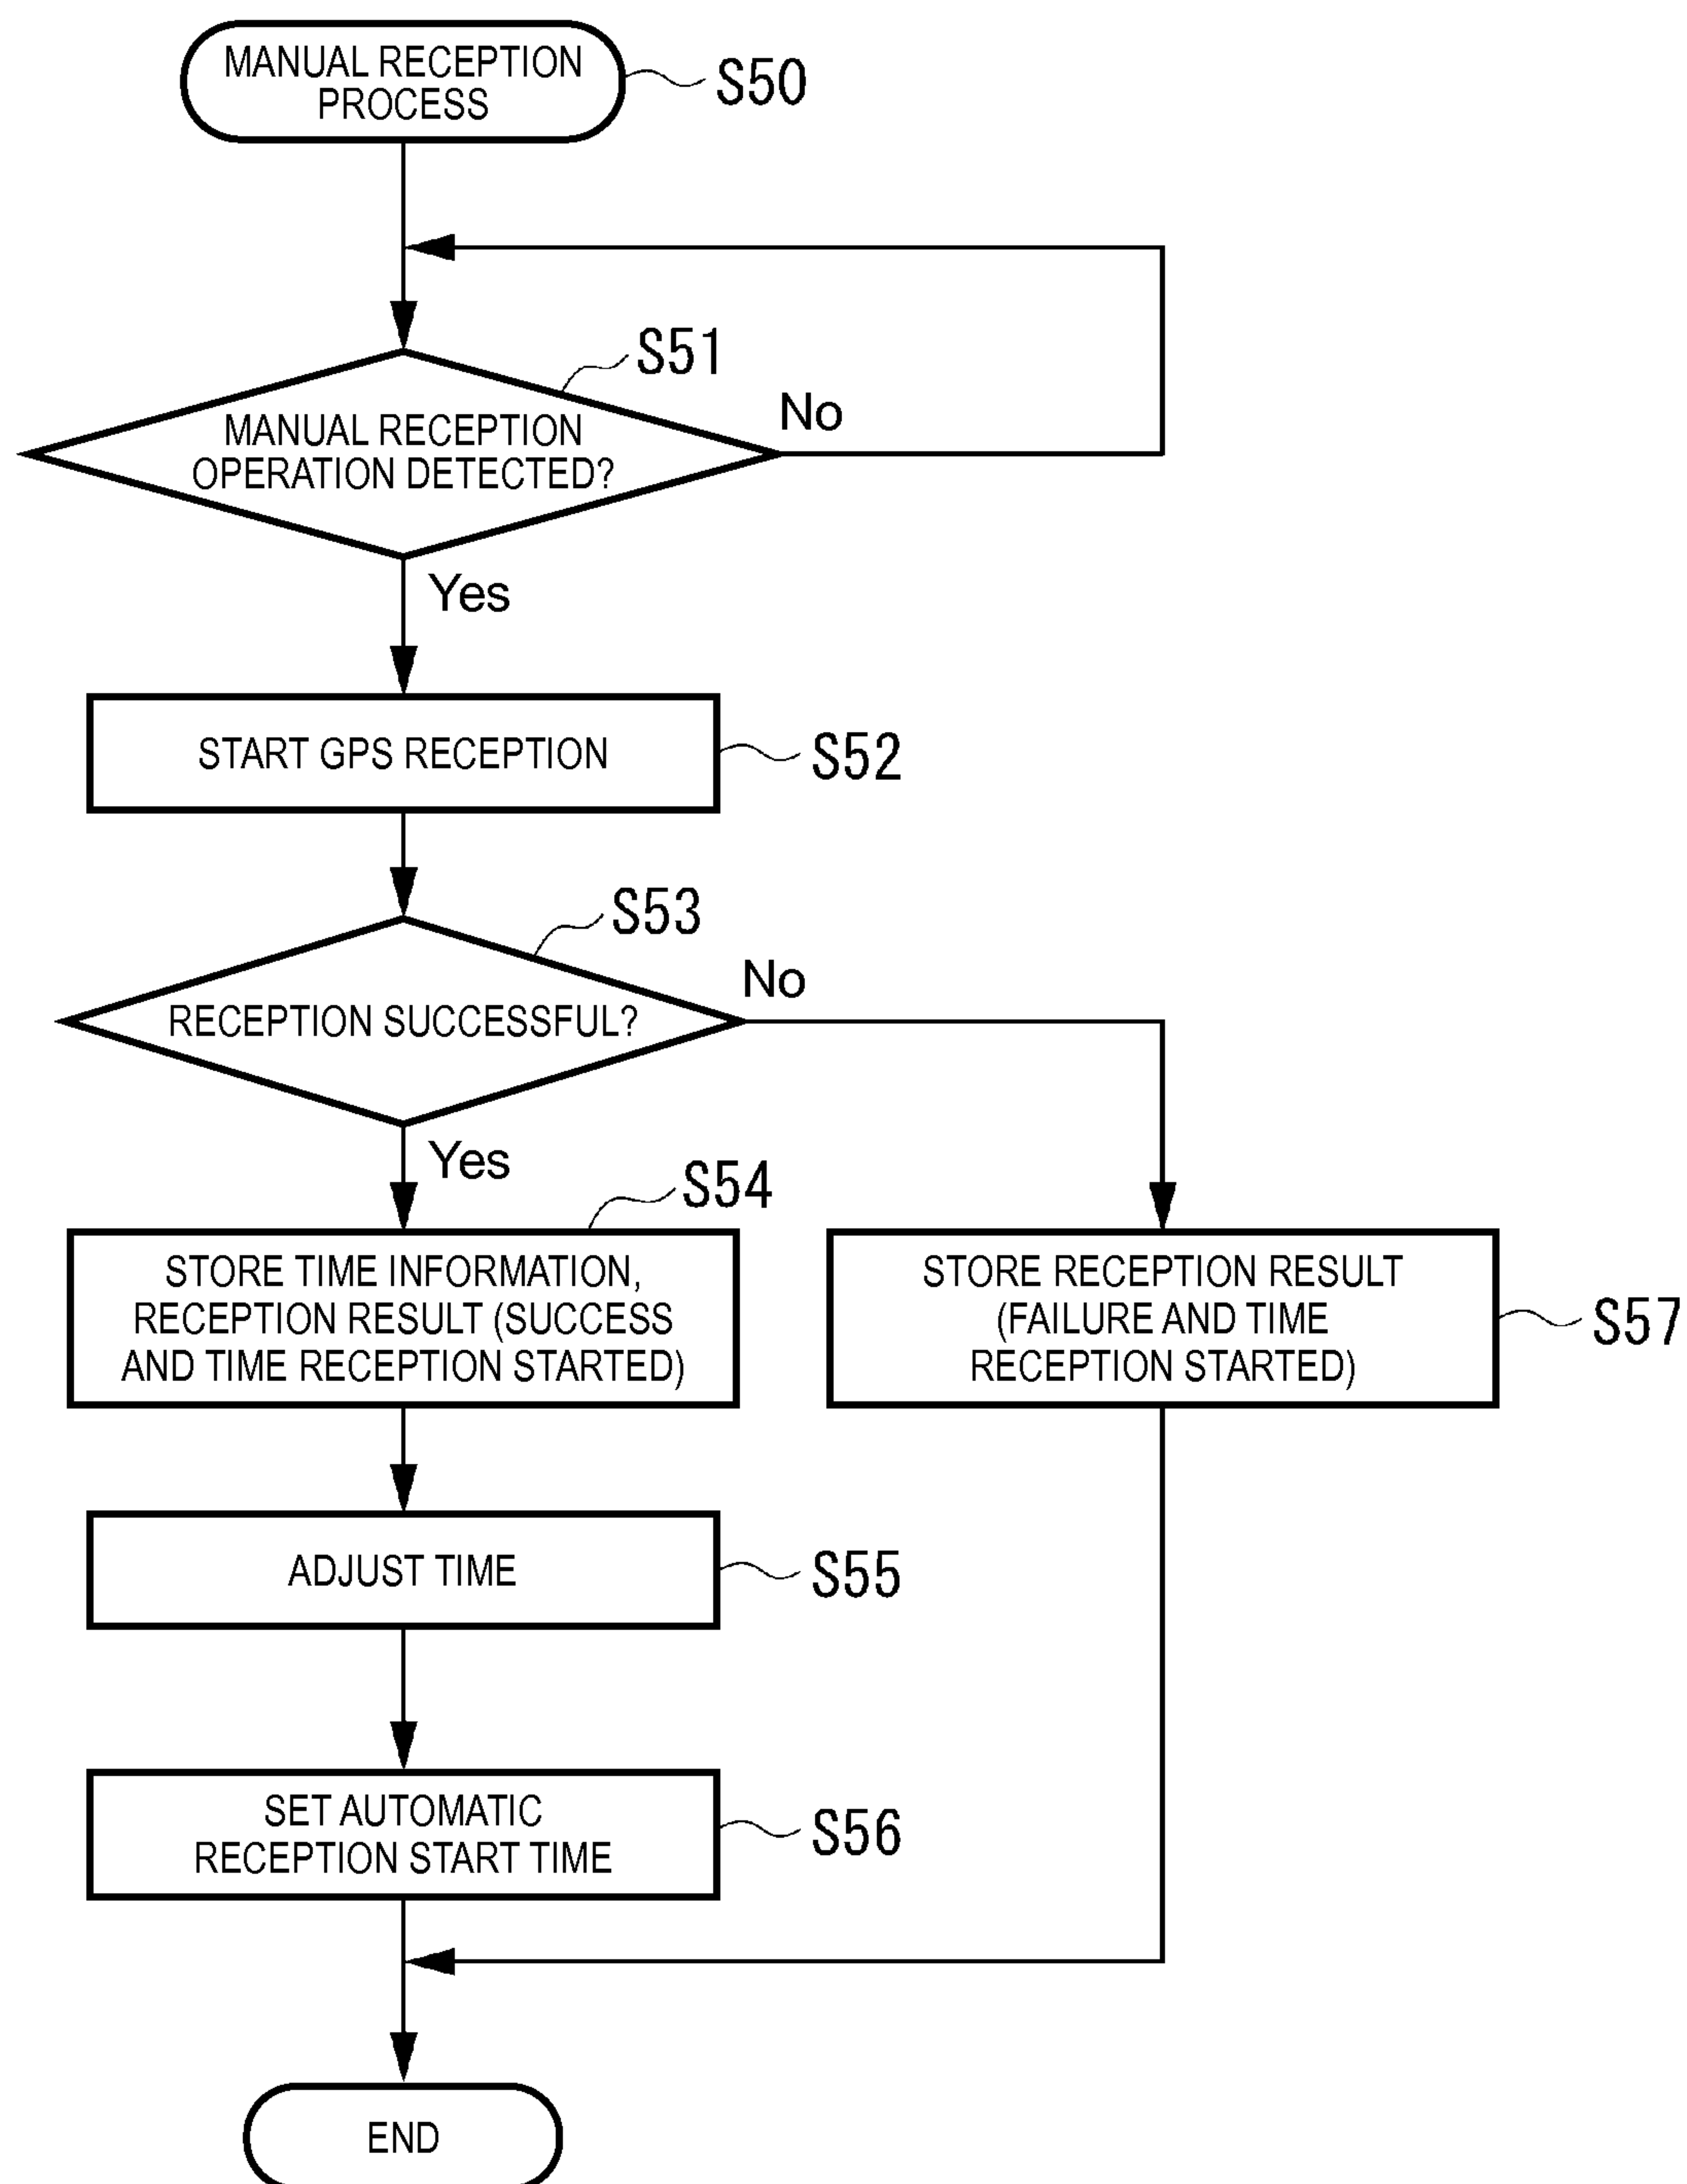 MANUAL RECEPTION
PROCESS
S50
S51
MANUAL RECEPTION
OPERATION DETECTED?
No
Yes
START GPS RECEPTION
S52
S53
RECEPTION SUCCESSFUL?
No
Yes
S54
STORE TIME INFORMATION,
RECEPTION RESULT (SUCCESS
AND TIME RECEPTION STARTED)
STORE RECEPTION RESULT
(FAILURE AND TIME
RECEPTION STARTED)
S57
ADJUST TIME
S55
SET AUTOMATIC
RECEPTION START TIME
S56
END